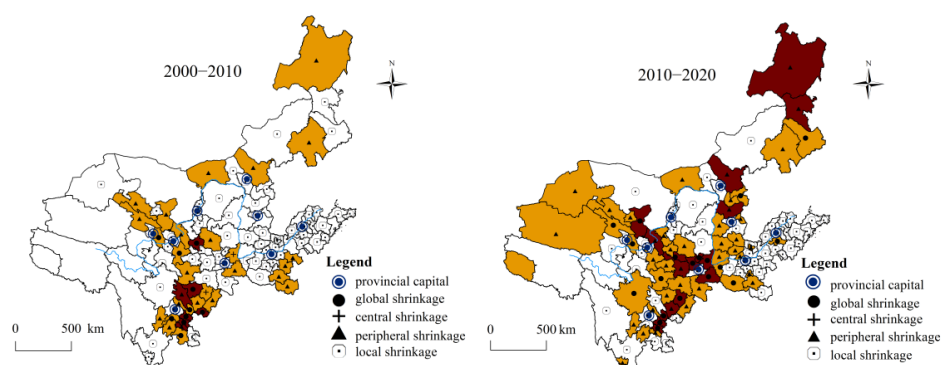 2000−2010
N
Legend
provincial capital
global shrinkage
central shrinkage
peripheral shrinkage
local shrinkage
0 500 km
2010−2020
N
Legend
provincial capital
global shrinkage
central shrinkage
peripheral shrinkage
local shrinkage
0 500 km